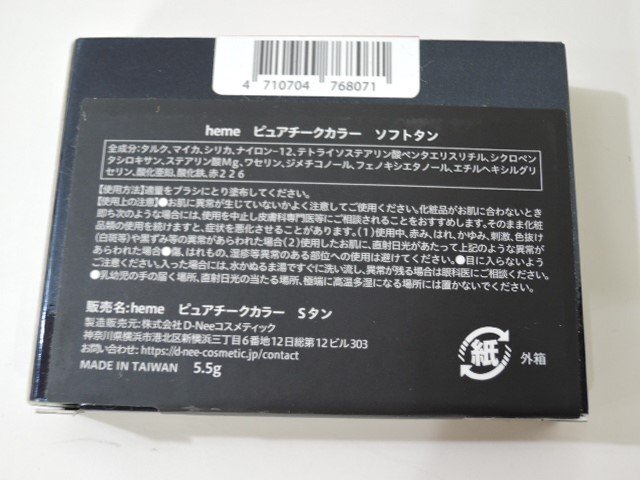 4 710704 768071
heme ピュアチークカラー ソフトタン
全成分:タルク、マイカ、シリカ、ナイロン-12、テトライソステアリン酸ペンタエリスリチル、シクロペン
タシロキサン、ステアリン酸Mg、ワセリン、ジメチコノール、フェノキシエタノール、エチルヘキシルグリ
セリン、酸化亜鉛、酸化鉄、赤226
【使用方法】適量をブラシにとり塗布してください。
【使用上の注意】●お肌に異常が生じていないかよく注意してご使用ください。化粧品がお肌に合わないとき
即ち次のような場合には、使用を中止し皮膚科専門医等にご相談されることをおすすめします。そのまま化粧
品類の使用を続けますと、症状を悪化させることがあります。(1)使用中、赤み、はれ、かゆみ、刺激、色抜け
(白斑等)や黒ずみ等の異常があらわれた場合(2)使用したお肌に、直射日光があたって上記のような異常が
あらわれた場合●傷、はれもの、湿疹等異常のある部位への使用は避けてください。●目に入らないよう
ご注意ください。入った場合には、水かぬるま湯ですぐに洗い流し、異常が残る場合は眼科医にご相談ください。
●乳幼児の手の届く場所、直射日光の当たる場所、極端に高温多湿になる場所には置かないでください。
販売名:heme ピュアチークカラー Sタン
製造販売元:株式会社D-Neeコスメティック
神奈川県横浜市港北区新横浜三丁目6番地12日総第12ビル303
お問い合わせ:https://d-nee-cosmetic.jp/contact
MADE IN TAIWAN 5.5g
紙 外箱